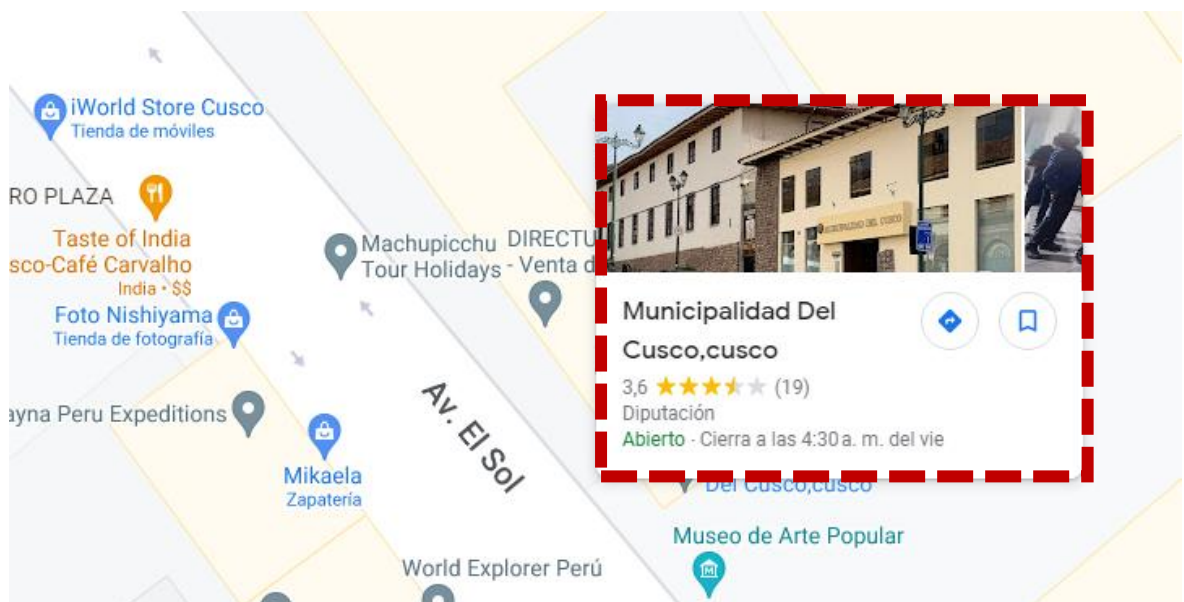 iWorld Store Cusco
Tienda de móviles
RO PLAZA
Taste of India
sco-Café Carvalho
India • $$
Foto Nishiyama
Tienda de fotografía
Machupicchu
Tour Holidays
DIRECTU
- Venta d
ayna Peru Expeditions
Mikaela
Zapatería
Av. El Sol
World Explorer Perú
MUNICIPALIDAD DEL CUSCO
Municipalidad Del
Cusco,cusco
3,6 (19)
Diputación
Abierto · Cierra a las 4:30 a. m. del vie
Del Cusco,cusco
Museo de Arte Popular